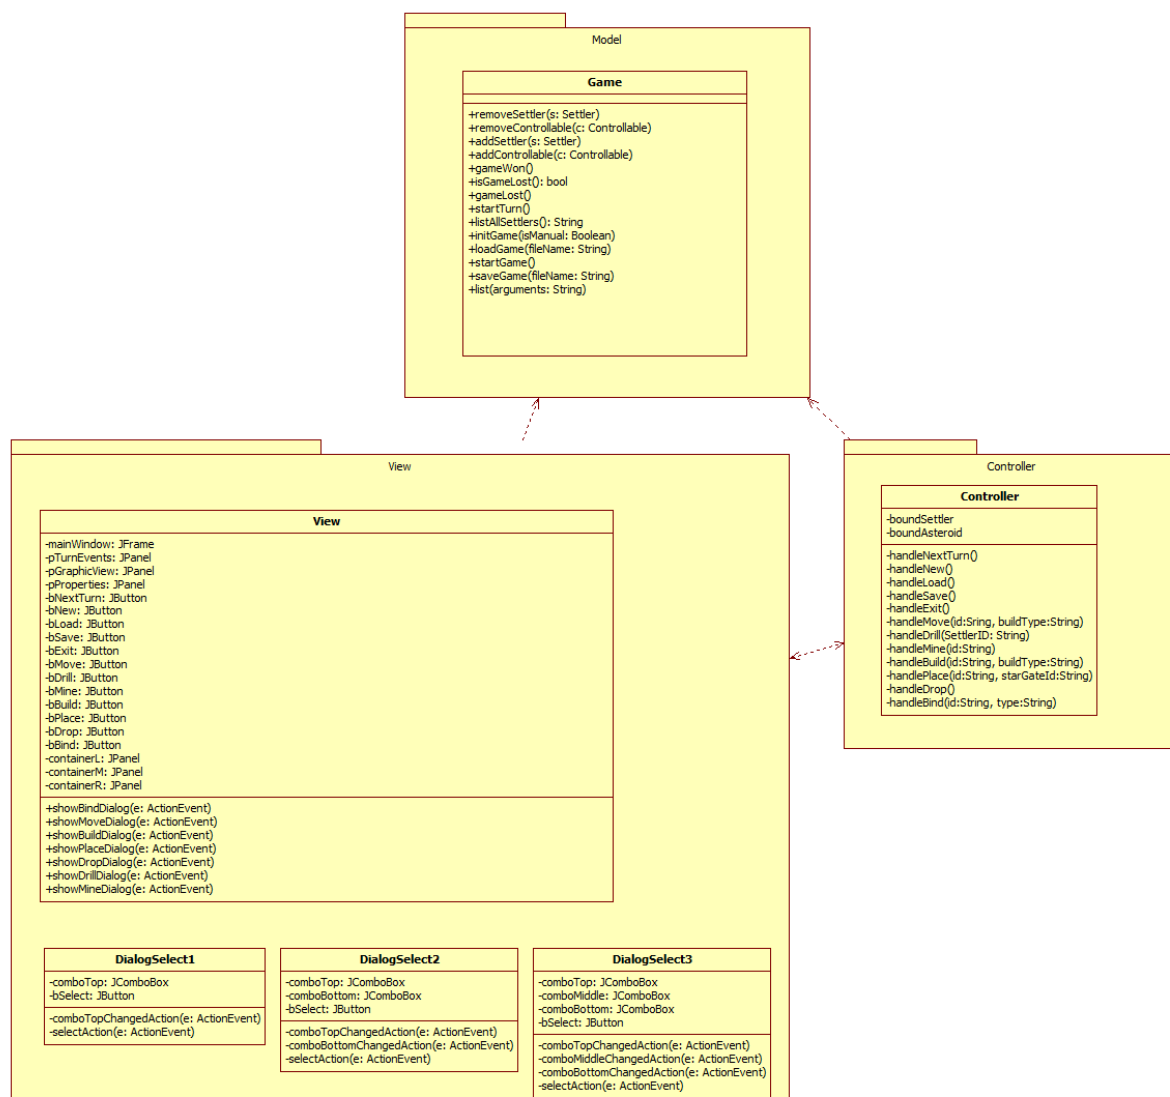 Model
Game
+removeSettler(s: Settler)
+removeControllable(c: Controllable)
+addSettler(s: Settler)
+addControllable(c: Controllable)
+gameWon()
+isGameLost(): bool
+gameLost()
+startTurn()
+listAllSettlers(): String
+initGame(isManual: Boolean)
+loadGame(fileName: String)
+startGame()
+saveGame(fileName: String)
+list(arguments: String)
View
View
-mainWindow: JFrame
-pTurnEvents: JPanel
-pGraphicView: JPanel
-pProperties: JPanel
-bNextTurn: JButton
-bNew: JButton
-bLoad: JButton
-bSave: JButton
-bExit: JButton
-bMove: JButton
-bDrill: JButton
-bMine: JButton
-bBuild: JButton
-bPlace: JButton
-bDrop: JButton
-bBind: JButton
-containerL: JPanel
-containerM: JPanel
-containerR: JPanel
+showBindDialog(e: ActionEvent)
+showMoveDialog(e: ActionEvent)
+showBuildDialog(e: ActionEvent)
+showPlaceDialog(e: ActionEvent)
+showDropDialog(e: ActionEvent)
+showDrillDialog(e: ActionEvent)
+showMineDialog(e: ActionEvent)
DialogSelect1
-comboTop: JComboBox
-bSelect: JButton
-comboTopChangedAction(e: ActionEvent)
-selectAction(e: ActionEvent)
DialogSelect2
-comboTop: JComboBox
-comboBottom: JComboBox
-bSelect: JButton
-comboTopChangedAction(e: ActionEvent)
-comboBottomChangedAction(e: ActionEvent)
-selectAction(e: ActionEvent)
DialogSelect3
-comboTop: JComboBox
-comboMiddle: JComboBox
-comboBottom: JComboBox
-bSelect: JButton
-comboTopChangedAction(e: ActionEvent)
-comboMiddleChangedAction(e: ActionEvent)
-comboBottomChangedAction(e: ActionEvent)
-selectAction(e: ActionEvent)
Controller
Controller
-boundSettler
-boundAsteroid
-handleNextTurn()
-handleNew()
-handleLoad()
-handleSave()
-handleExit()
-handleMove(id:Sring, buildType:String)
-handleDrill(SettlerID: String)
-handleMine(id:String)
-handleBuild(id:String, buildType:String)
-handlePlace(id:String, starGateId:String)
-handleDrop()
-handleBind(id:String, type:String)